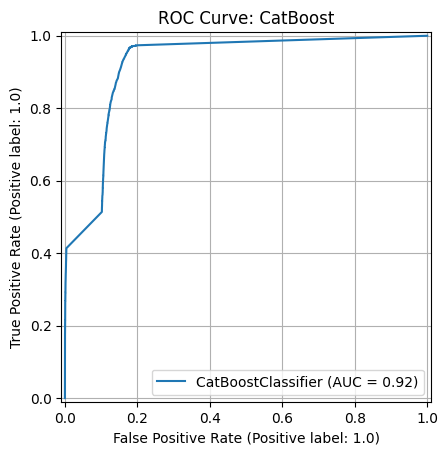 ROC Curve: CatBoost
True Positive Rate (Positive label: 1.0)
1.0
0.8
0.6
0.4
0.2
0.0
CatBoostClassifier (AUC = 0.92)
0.0 0.2 0.4 0.6 0.8 1.0
False Positive Rate (Positive label: 1.0)